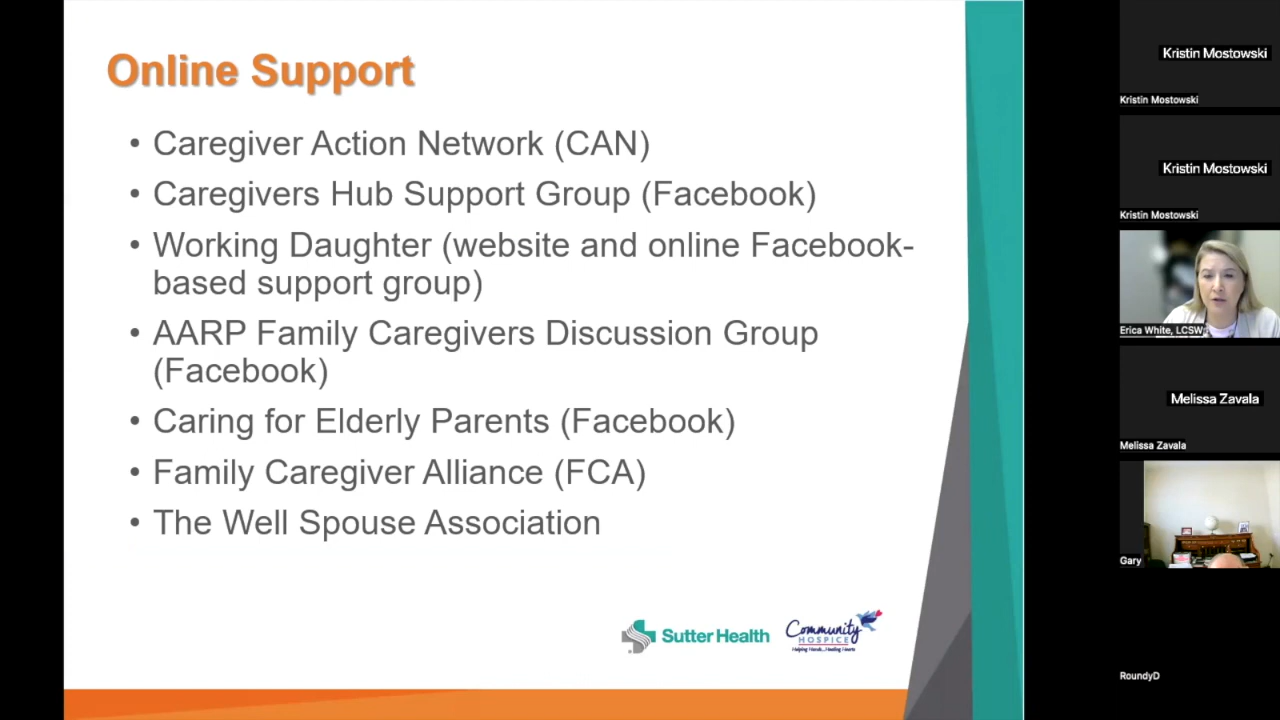 Online Support
• Caregiver Action Network (CAN)
• Caregivers Hub Support Group (Facebook)
• Working Daughter (website and online Facebook-
based support group)
• AARP Family Caregivers Discussion Group
(Facebook)
• Caring for Elderly Parents (Facebook)
• Family Caregiver Alliance (FCA)
• The Well Spouse Association
Sutter Health
Community
HOSPICE
Helping Hands...Healing Hearts
Kristin Mostowski
Kristin Mostowski
Kristin Mostowski
Kristin Mostowski
Erica White, LCSW
Melissa Zavala
Melissa Zavala
Gary
RoundyD